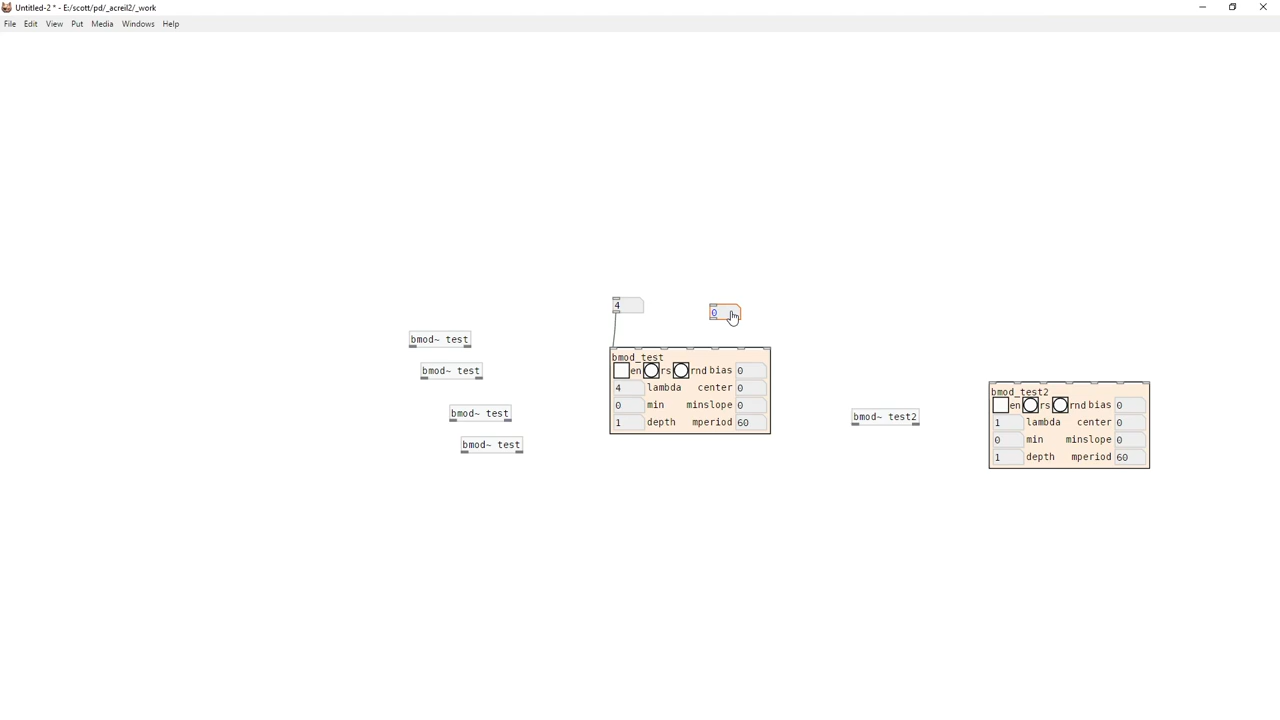 Untitled-2 * - E:/scott/pd/_acreil2/_work
File Edit View Put Media Windows Help
4
0
bmod~ test
bmod~ test
bmod~ test
bmod~ test
bmod_test
en rs rnd bias 0
4 lambda center 0
0 min minslope 0
1 depth mperiod 60
bmod~ test2
bmod_test2
en rs rnd bias 0
1 lambda center 0
0 min minslope 0
1 depth mperiod 60